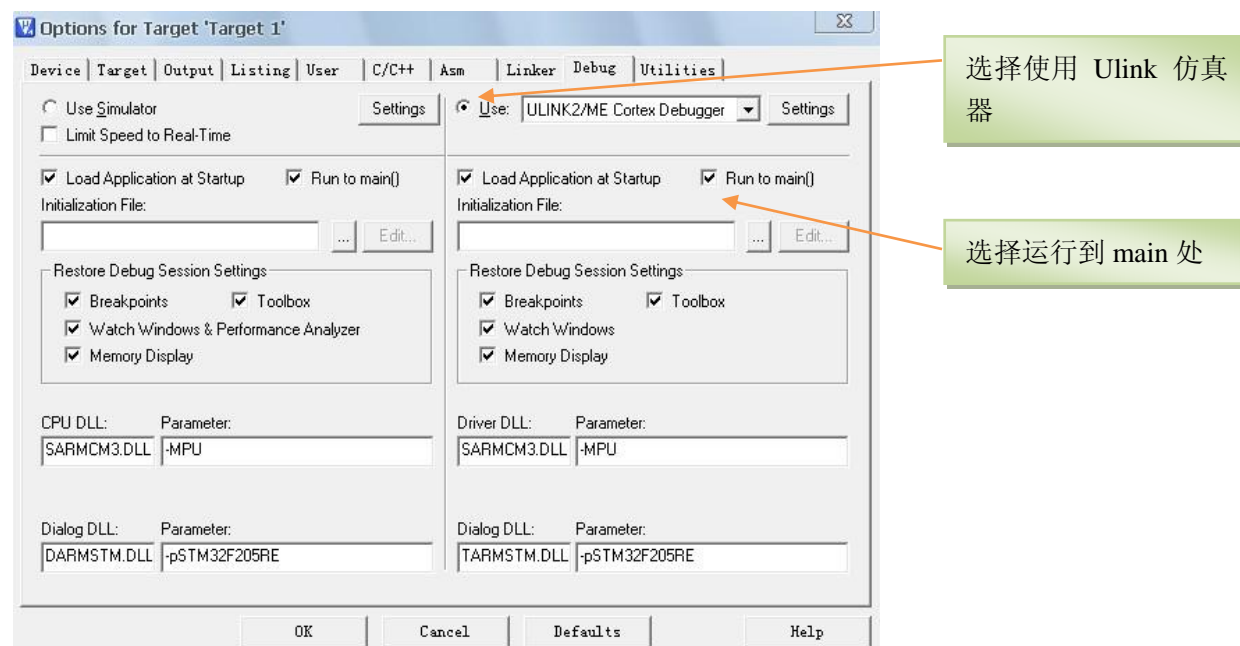 Options for Target 'Target 1'
Device Target Output Listing User C/C++ Asm Linker Debug Utilities
Use Simulator Settings
Limit Speed to Real-Time
Use: ULINK2/ME Cortex Debugger Settings
Load Application at Startup Run to main()
Initialization File:
... Edit...
Load Application at Startup Run to main()
Initialization File:
... Edit...
Restore Debug Session Settings
Breakpoints Toolbox
Watch Windows & Performance Analyzer
Memory Display
Restore Debug Session Settings
Breakpoints Toolbox
Watch Windows
Memory Display
CPU DLL: Parameter:
SARMCM3.DLL -MPU
Driver DLL: Parameter:
SARMCM3.DLL -MPU
Dialog DLL: Parameter:
DARMSTM.DLL -pSTM32F205RE
Dialog DLL: Parameter:
TARMSTM.DLL -pSTM32F205RE
OK Cancel Defaults Help
选择使用 Ulink 仿真
器
选择运行到 main 处